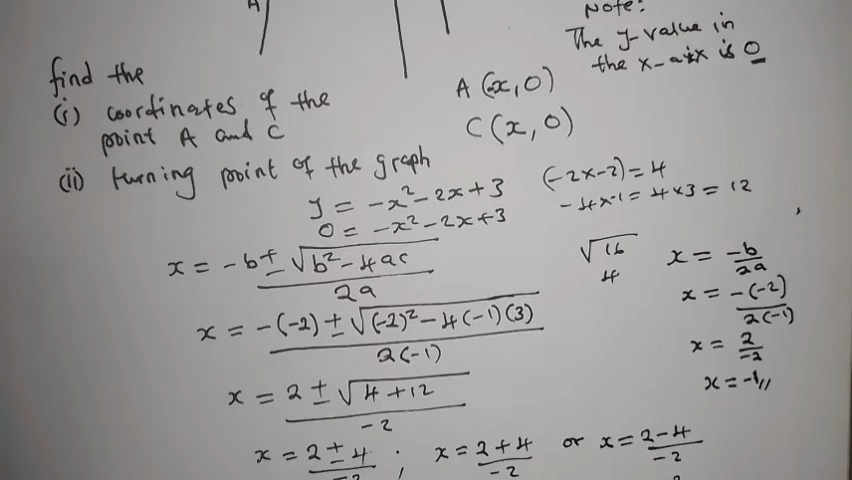 A
Note:
The y-value in
the x-axix is 0
find the
(i) coordinates of the
point A and C
A (-x, 0)
C (x, 0)
(ii) turning point of the graph
y = -x² - 2x + 3
0 = -x² - 2x + 3
(-2x-2) = 4
-4x-1 = 4x3 = 12
x = -b ± √b² - 4ac
2a
√16
4
x = -b
2a
x = -(-2) ± √(-2)² - 4(-1)(3)
2(-1)
x = -(-2)
2(-1)
x = 2
-2
x = -1,,
x = 2 ± √4 + 12
-2
x = 2 ± 4 ; x = 2 + 4 or x = 2 - 4
-2 -2 -2